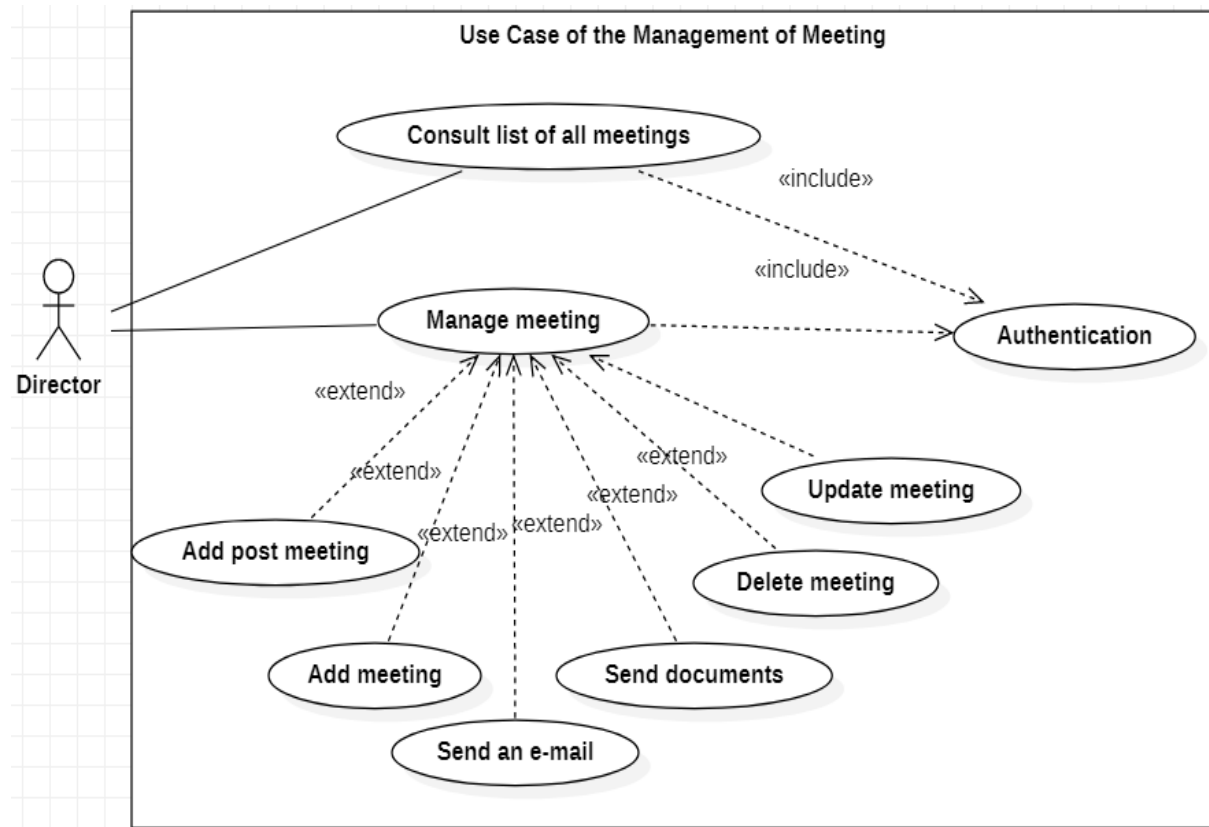 Use Case of the Management of Meeting
Consult list of all meetings
«include»
«include»
Manage meeting
Authentication
Director
«extend»
«extend»
«extend»
«extend»
«extend»
«extend»
Update meeting
Add post meeting
Delete meeting
Add meeting
Send documents
Send an e-mail